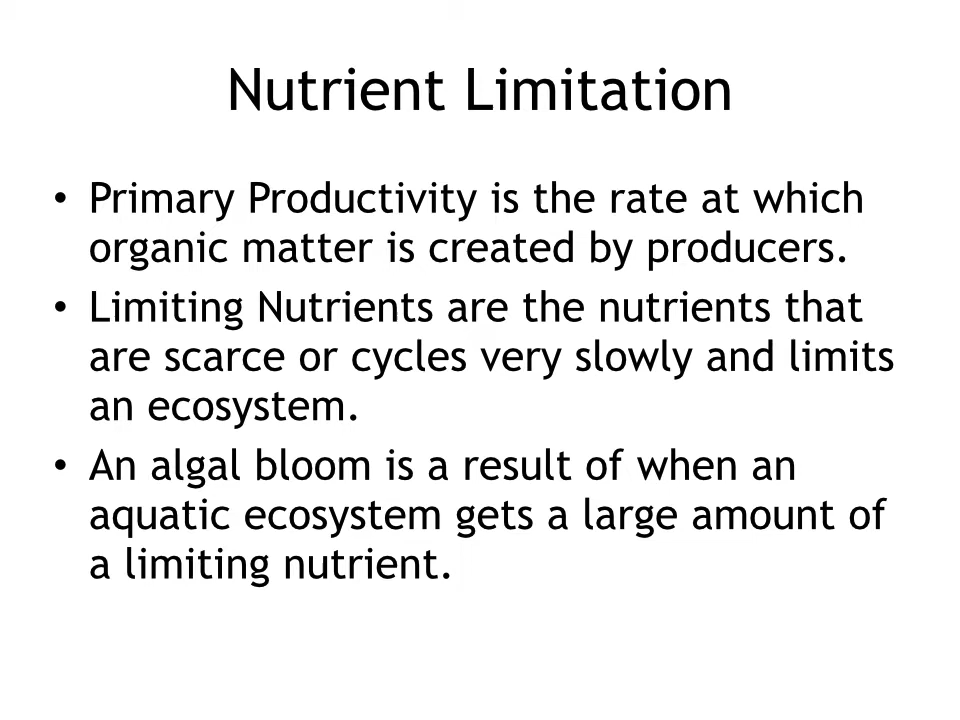 Nutrient Limitation
• Primary Productivity is the rate at which
organic matter is created by producers.
• Limiting Nutrients are the nutrients that
are scarce or cycles very slowly and limits
an ecosystem.
• An algal bloom is a result of when an
aquatic ecosystem gets a large amount of
a limiting nutrient.